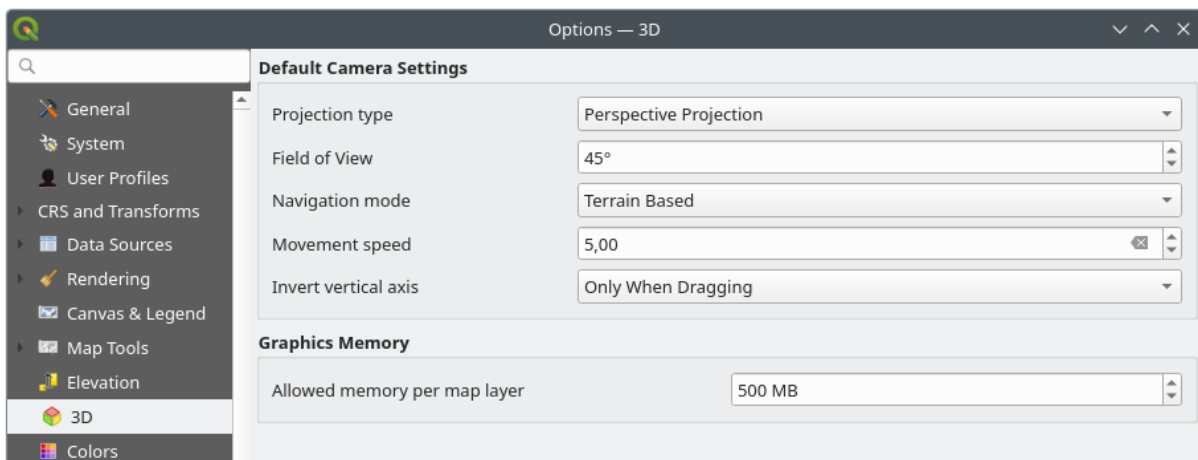 Options — 3D
General
System
User Profiles
CRS and Transforms
Data Sources
Rendering
Canvas & Legend
Map Tools
Elevation
3D
Colors
Default Camera Settings
Projection type Perspective Projection
Field of View 45°
Navigation mode Terrain Based
Movement speed 5,00
Invert vertical axis Only When Dragging
Graphics Memory
Allowed memory per map layer 500 MB